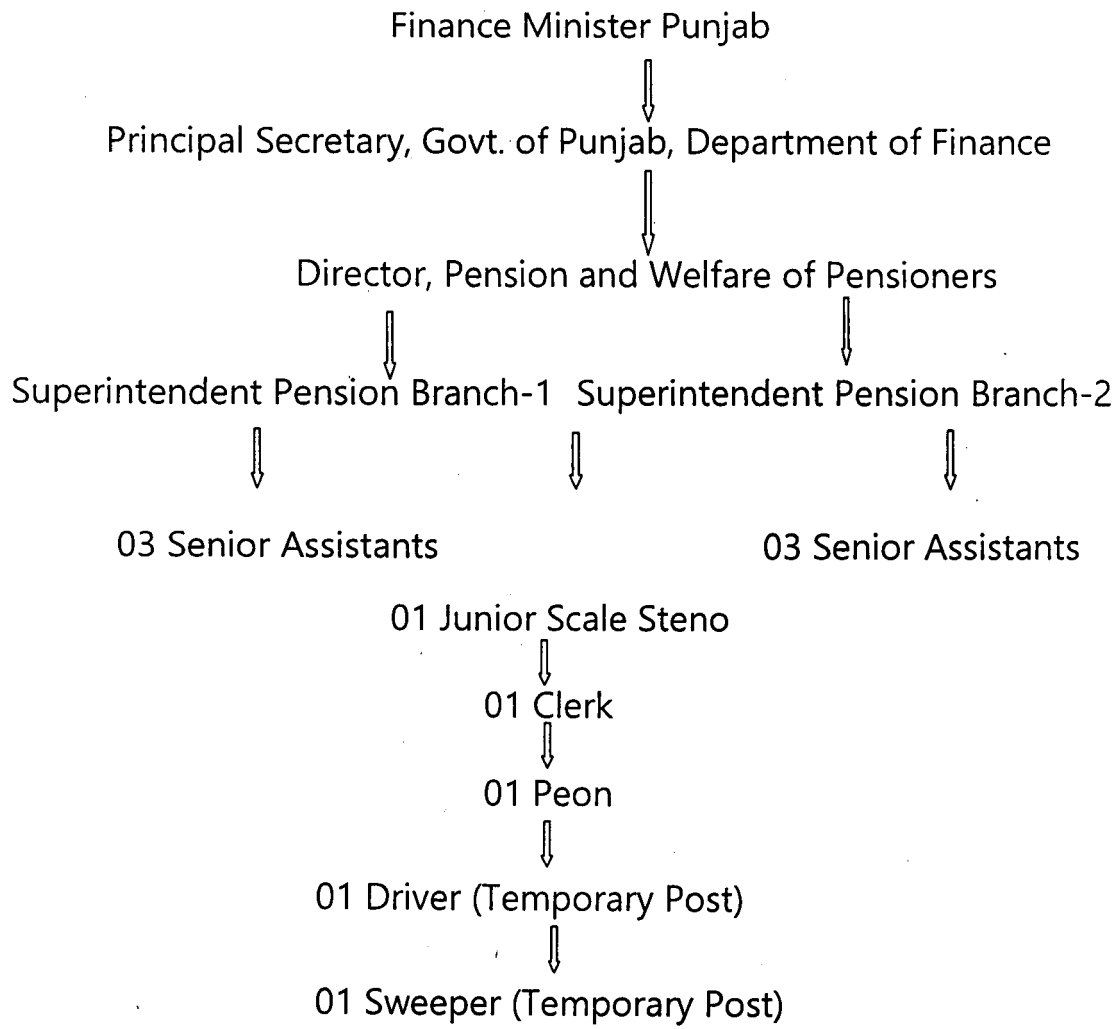 Finance Minister Punjab
Principal Secretary, Govt. of Punjab, Department of Finance
Director, Pension and Welfare of Pensioners
Superintendent Pension Branch-1 Superintendent Pension Branch-2
03 Senior Assistants 03 Senior Assistants
01 Junior Scale Steno
01 Clerk
01 Peon
01 Driver (Temporary Post)
01 Sweeper (Temporary Post)